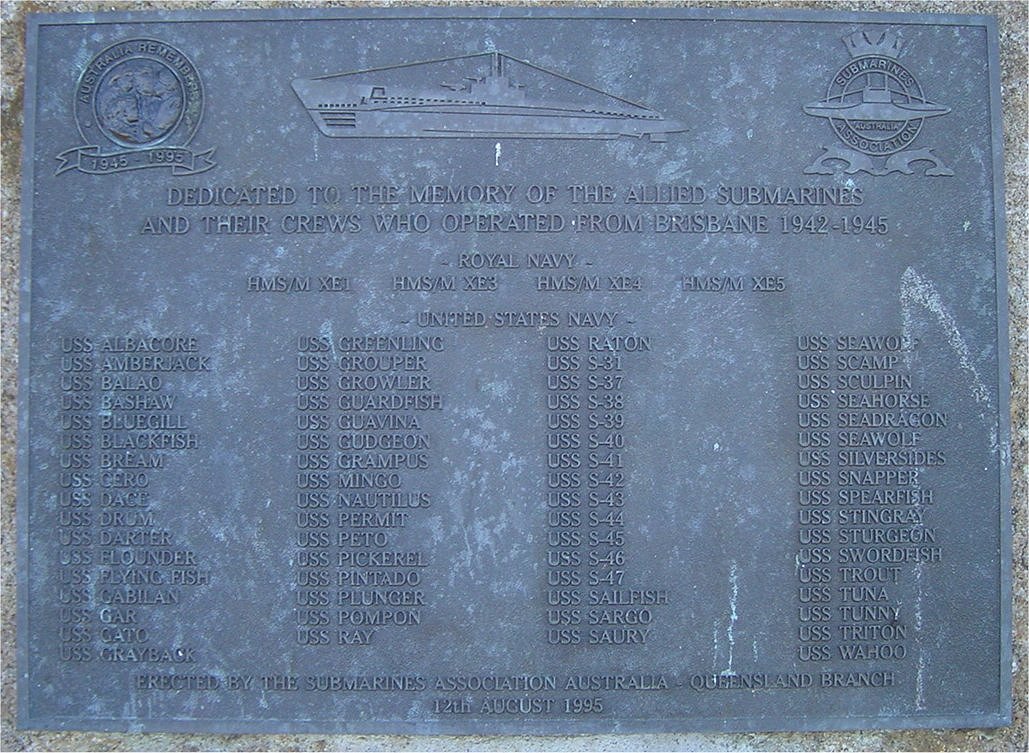 AUSTRALIA REMEMBERS
1945 - 1995
SUBMARINES
AUSTRALIA
ASSOCIATION
DEDICATED TO THE MEMORY OF THE ALLIED SUBMARINES
AND THEIR CREWS WHO OPERATED FROM BRISBANE 1942-1945
~ ROYAL NAVY ~
HMS/M XE1 HMS/M XE3 HMS/M XE4 HMS/M XE5
~ UNITED STATES NAVY ~
USS ALBACORE
USS AMBERJACK
USS BALAO
USS BASHAW
USS BLUEGILL
USS BLACKFISH
USS BREAM
USS CERO
USS DACE
USS DRUM
USS DARTER
USS FLOUNDER
USS FLYING FISH
USS GABILAN
USS GAR
USS GATO
USS GRAYBACK
USS GREENLING
USS GROUPER
USS GROWLER
USS GUARDFISH
USS GUAVINA
USS GUDGEON
USS GRAMPUS
USS MINGO
USS NAUTILUS
USS PERMIT
USS PETO
USS PICKEREL
USS PINTADO
USS PLUNGER
USS POMPON
USS RAY
USS RATON
USS S-31
USS S-37
USS S-38
USS S-39
USS S-40
USS S-41
USS S-42
USS S-43
USS S-44
USS S-45
USS S-46
USS S-47
USS SAILFISH
USS SARGO
USS SAURY
USS SEAWOLF
USS SCAMP
USS SCULPIN
USS SEAHORSE
USS SEADRAGON
USS SEAWOLF
USS SILVERSIDES
USS SNAPPER
USS SPEARFISH
USS STINGRAY
USS STURGEON
USS SWORDFISH
USS TROUT
USS TUNA
USS TUNNY
USS TRITON
USS WAHOO
ERECTED BY THE SUBMARINES ASSOCIATION AUSTRALIA - QUEENSLAND BRANCH
12th AUGUST 1995